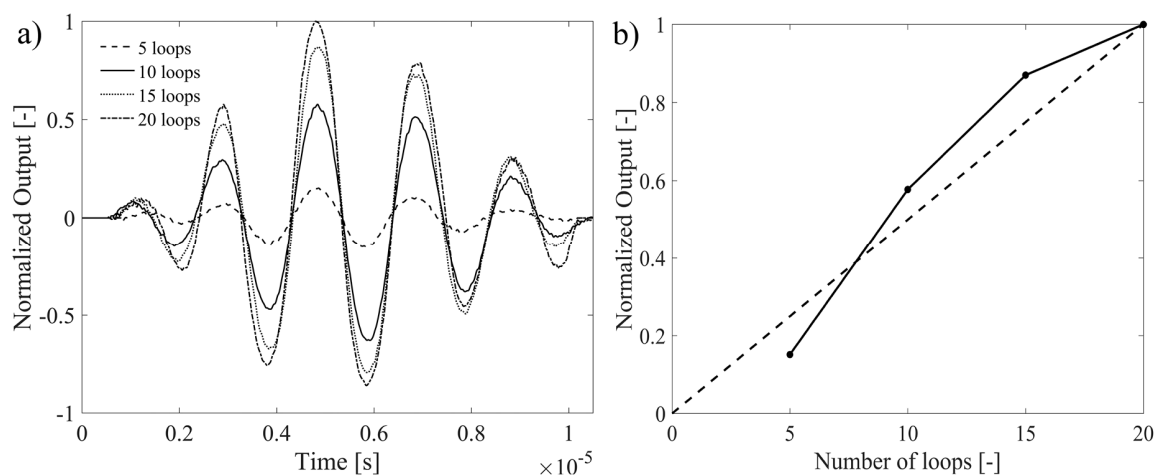 a)
5 loops
10 loops
15 loops
20 loops
Normalized Output [-]
1
0.5
0
-0.5
-1
0
0.2
0.4
0.6
0.8
1
Time [s]
×10⁻⁵
b)
Normalized Output [-]
1
0.8
0.6
0.4
0.2
0
0
5
10
15
20
Number of loops [-]